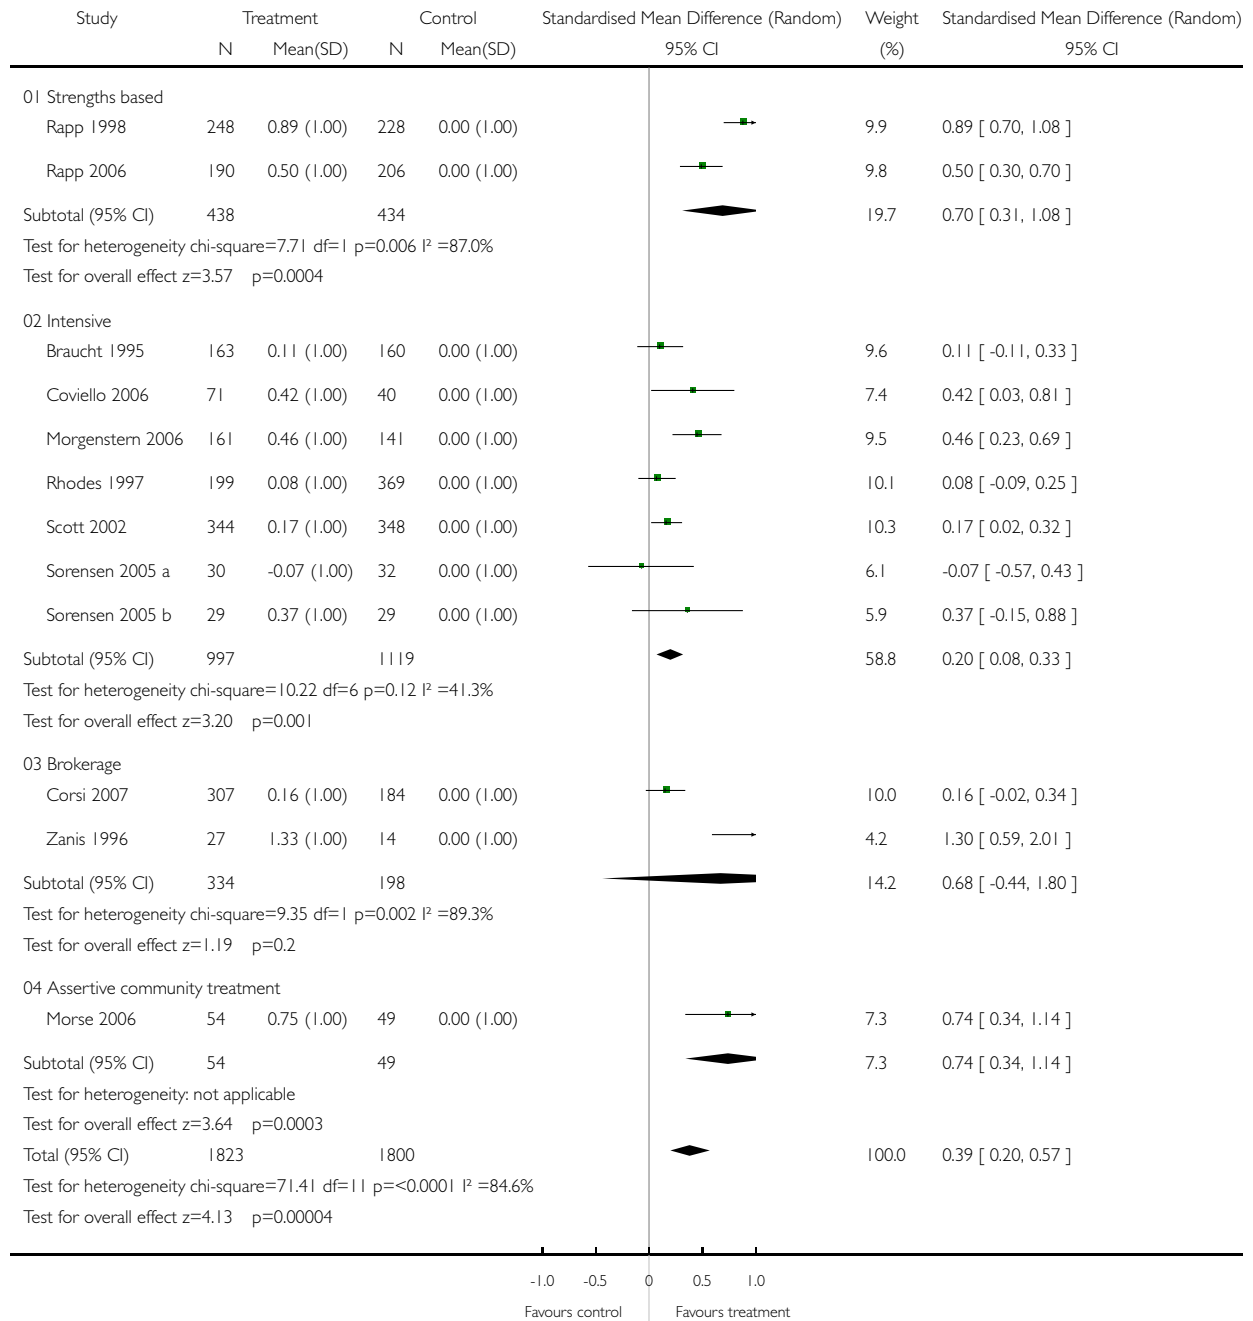 Study Treatment Control Standardised Mean Difference (Random) Weight Standardised Mean Difference (Random)
N Mean(SD) N Mean(SD) 95% CI (%) 95% CI
01 Strengths based
Rapp 1998 248 0.89 (1.00) 228 0.00 (1.00) 9.9 0.89 [ 0.70, 1.08 ]
Rapp 2006 190 0.50 (1.00) 206 0.00 (1.00) 9.8 0.50 [ 0.30, 0.70 ]
Subtotal (95% CI) 438 434 19.7 0.70 [ 0.31, 1.08 ]
Test for heterogeneity chi-square=7.71 df=1 p=0.006 I² =87.0%
Test for overall effect z=3.57 p=0.0004
02 Intensive
Braucht 1995 163 0.11 (1.00) 160 0.00 (1.00) 9.6 0.11 [ -0.11, 0.33 ]
Coviello 2006 71 0.42 (1.00) 40 0.00 (1.00) 7.4 0.42 [ 0.03, 0.81 ]
Morgenstern 2006 161 0.46 (1.00) 141 0.00 (1.00) 9.5 0.46 [ 0.23, 0.69 ]
Rhodes 1997 199 0.08 (1.00) 369 0.00 (1.00) 10.1 0.08 [ -0.09, 0.25 ]
Scott 2002 344 0.17 (1.00) 348 0.00 (1.00) 10.3 0.17 [ 0.02, 0.32 ]
Sorensen 2005 a 30 -0.07 (1.00) 32 0.00 (1.00) 6.1 -0.07 [ -0.57, 0.43 ]
Sorensen 2005 b 29 0.37 (1.00) 29 0.00 (1.00) 5.9 0.37 [ -0.15, 0.88 ]
Subtotal (95% CI) 997 1119 58.8 0.20 [ 0.08, 0.33 ]
Test for heterogeneity chi-square=10.22 df=6 p=0.12 I² =41.3%
Test for overall effect z=3.20 p=0.001
03 Brokerage
Corsi 2007 307 0.16 (1.00) 184 0.00 (1.00) 10.0 0.16 [ -0.02, 0.34 ]
Zanis 1996 27 1.33 (1.00) 14 0.00 (1.00) 4.2 1.30 [ 0.59, 2.01 ]
Subtotal (95% CI) 334 198 14.2 0.68 [ -0.44, 1.80 ]
Test for heterogeneity chi-square=9.35 df=1 p=0.002 I² =89.3%
Test for overall effect z=1.19 p=0.2
04 Assertive community treatment
Morse 2006 54 0.75 (1.00) 49 0.00 (1.00) 7.3 0.74 [ 0.34, 1.14 ]
Subtotal (95% CI) 54 49 7.3 0.74 [ 0.34, 1.14 ]
Test for heterogeneity: not applicable
Test for overall effect z=3.64 p=0.0003
Total (95% CI) 1823 1800 100.0 0.39 [ 0.20, 0.57 ]
Test for heterogeneity chi-square=71.41 df=11 p=<0.0001 I² =84.6%
Test for overall effect z=4.13 p=0.00004
-1.0 -0.5 0 0.5 1.0
Favours control Favours treatment